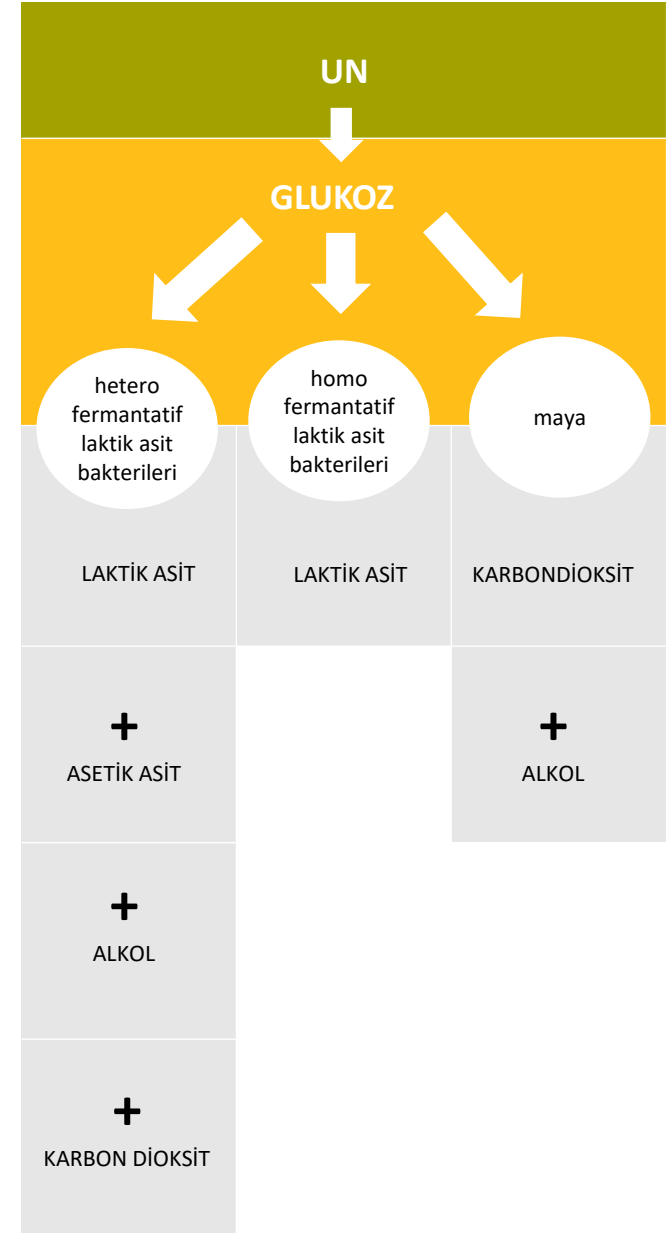 UN
GLUKOZ
hetero
fermantatif
laktik asit
bakterileri
homo
fermantatif
laktik asit
bakterileri
maya
LAKTİK ASİT
LAKTİK ASİT
KARBONDİOKSİT
+
ASETİK ASİT
+
ALKOL
+
ALKOL
+
KARBON DİOKSİT